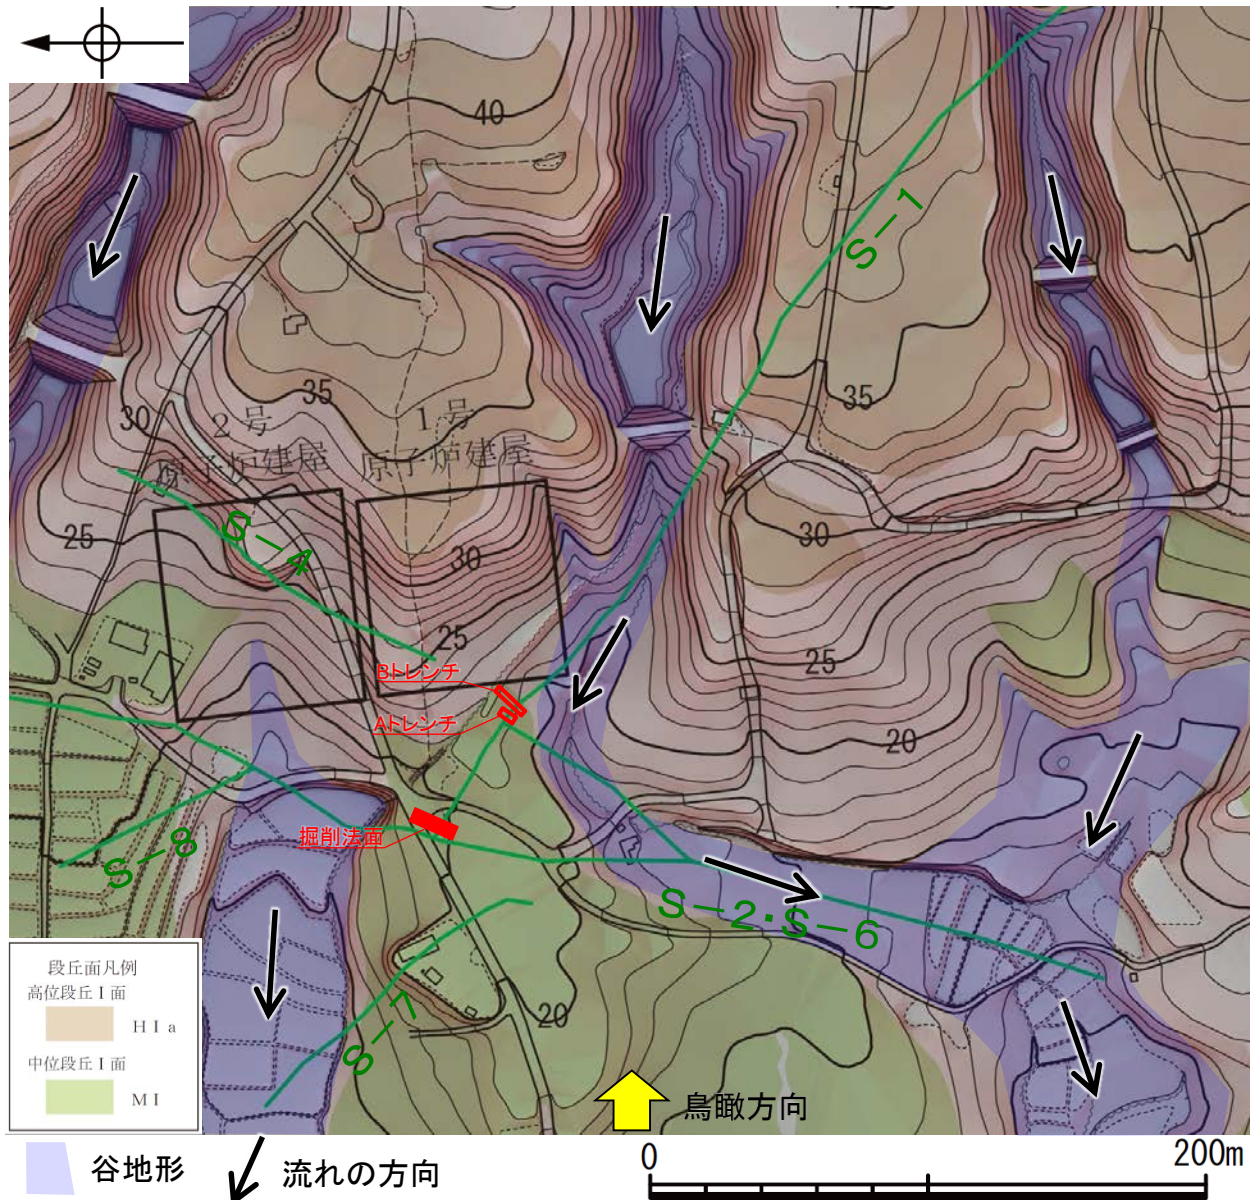 40
S-1
35
35
30
2号
原子炉建屋
1号
原子炉建屋
25
S-4
30
30
25
25
Bトレンチ
Aトレンチ
20
掘削法面
S-8
S-2・S-6
S-7
20
段丘面凡例
高位段丘Ⅰ面
HⅠa
中位段丘Ⅰ面
MⅠ
鳥瞰方向
谷地形
流れの方向
0
200m